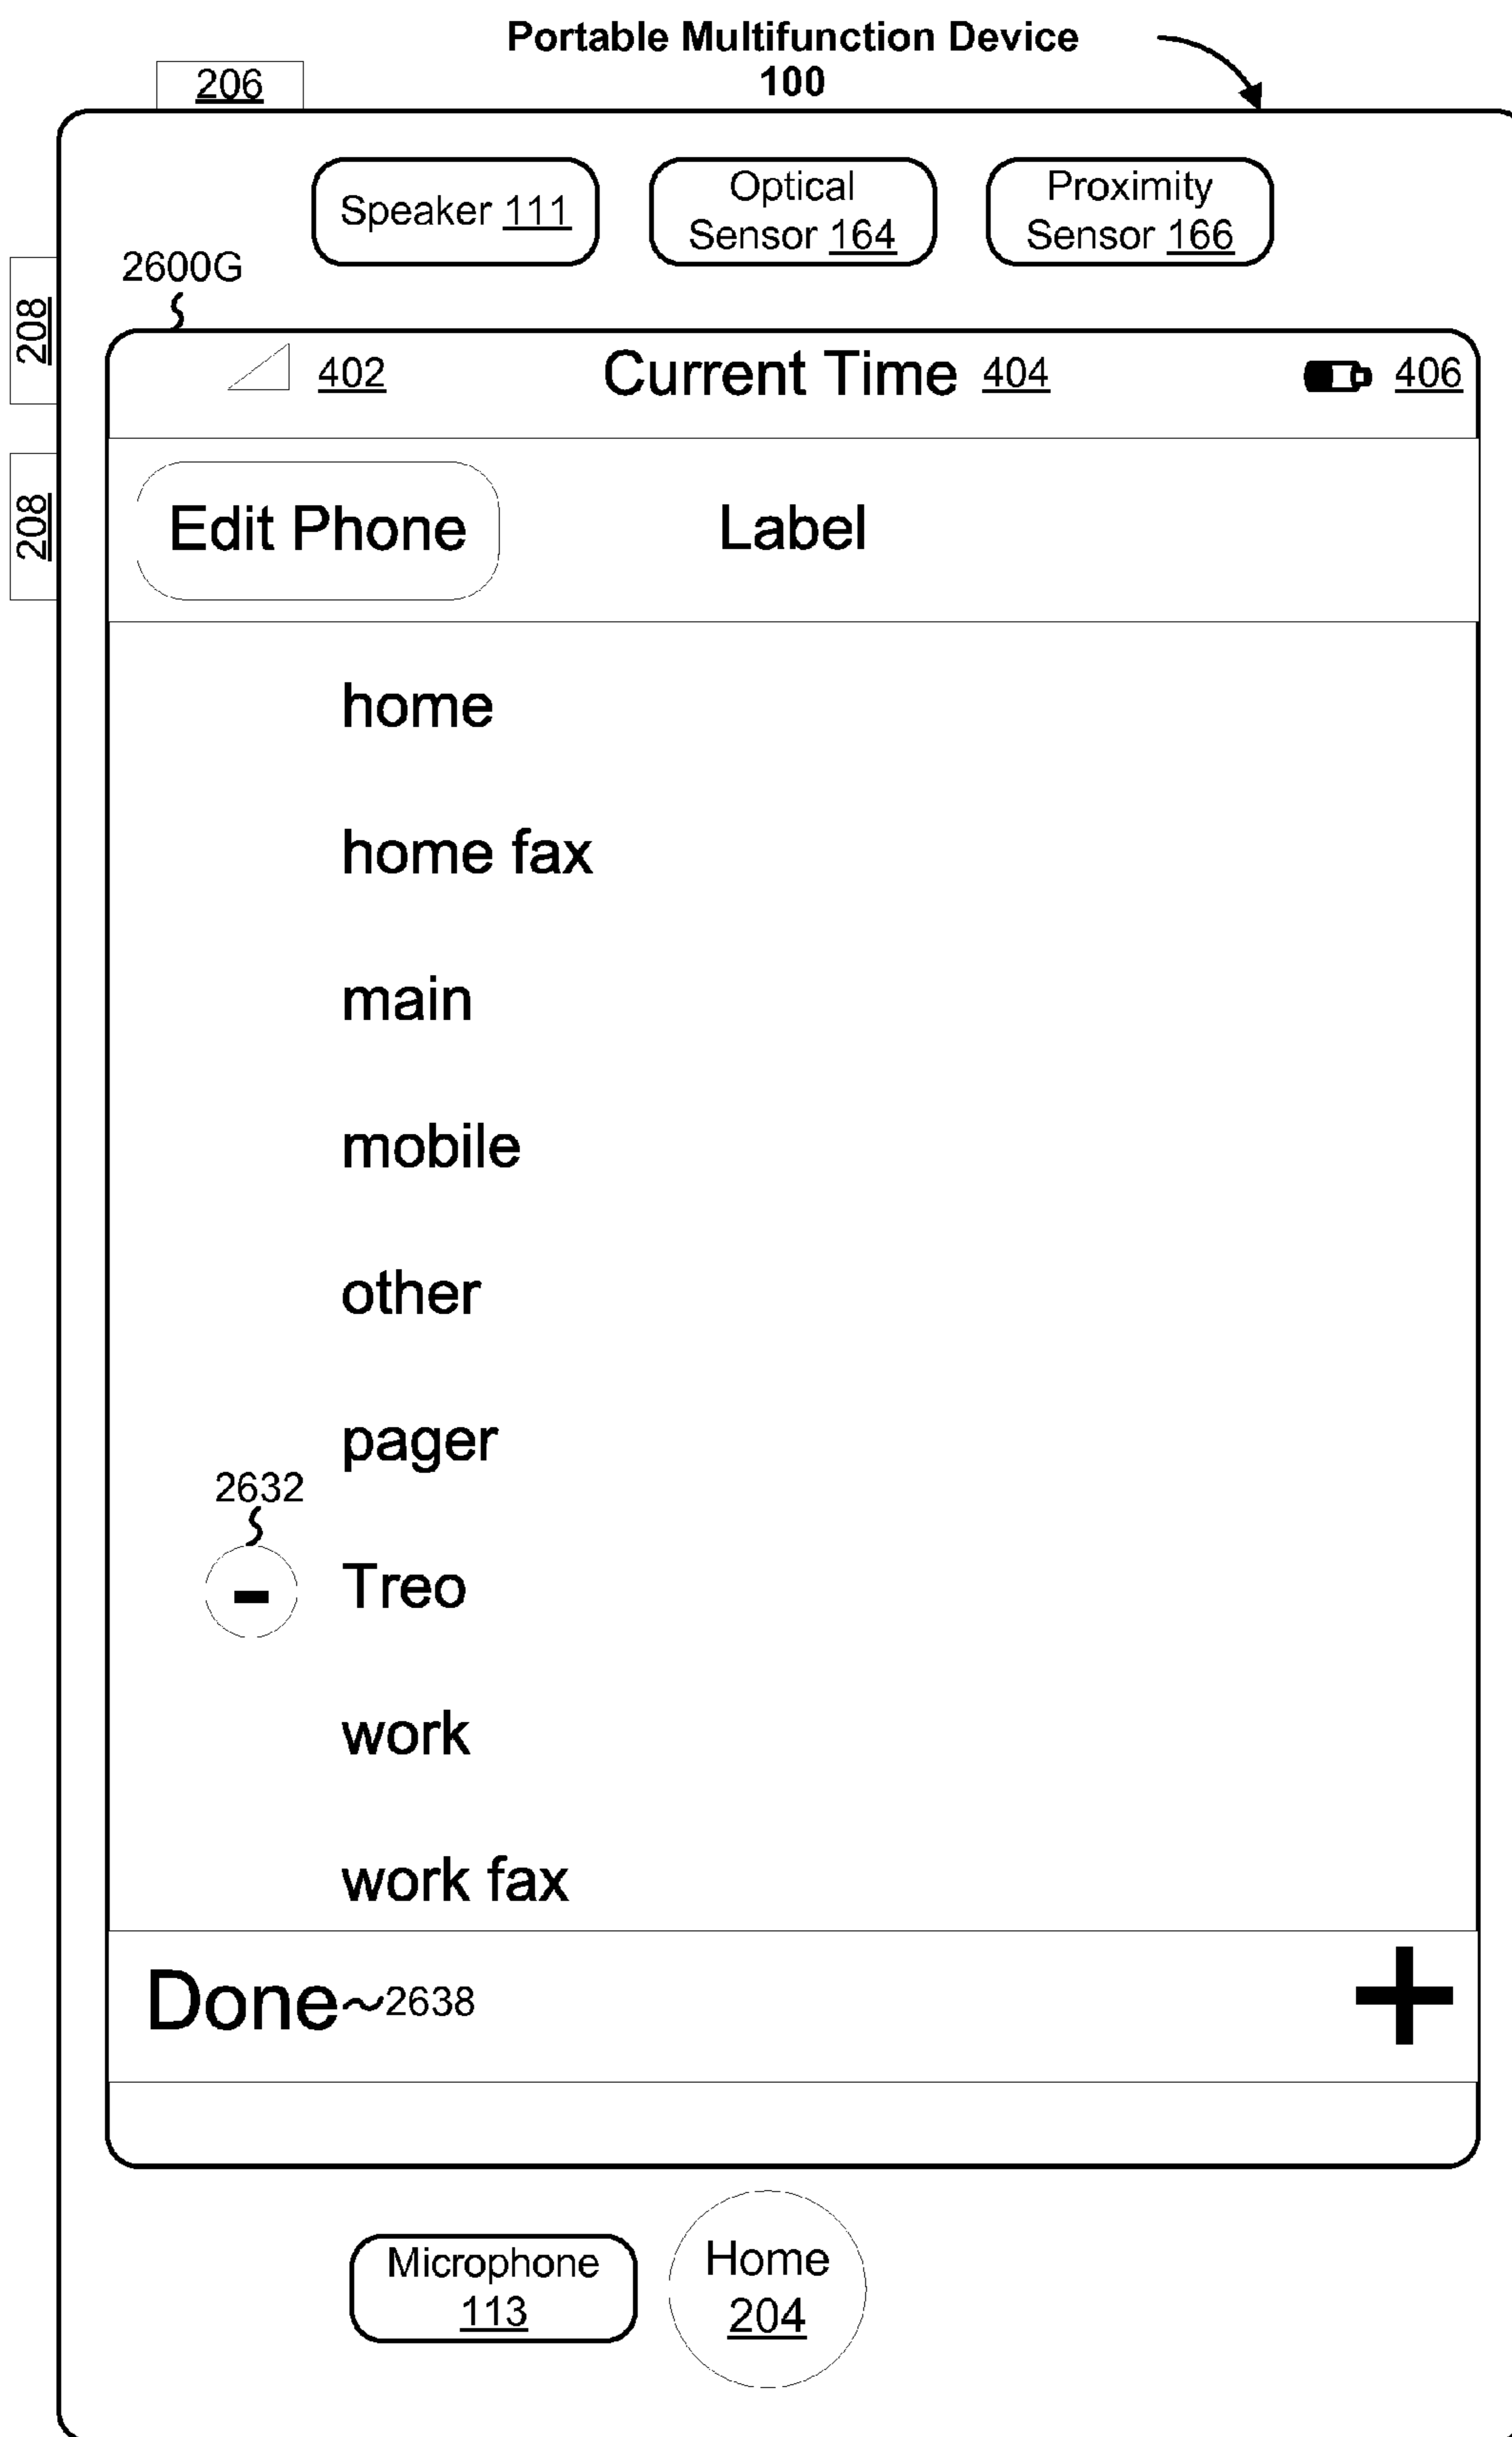 Portable Multifunction Device
100
206
Speaker 111
Optical
Sensor 164
Proximity
Sensor 166
2600G
208
402
Current Time 404
406
208
Edit Phone
Label
home
home fax
main
mobile
other
pager
2632
- Treo
work
work fax
Done~2638
+
Microphone
113
Home
204